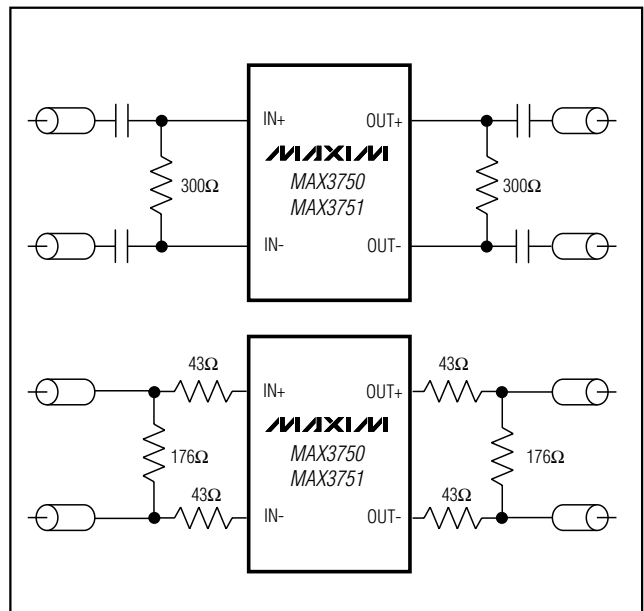 IN+
OUT+
MAXIM
MAX3750
MAX3751
300Ω
300Ω
IN-
OUT-
43Ω
43Ω
IN+
OUT+
MAXIM
MAX3750
MAX3751
176Ω
176Ω
43Ω
43Ω
IN-
OUT-